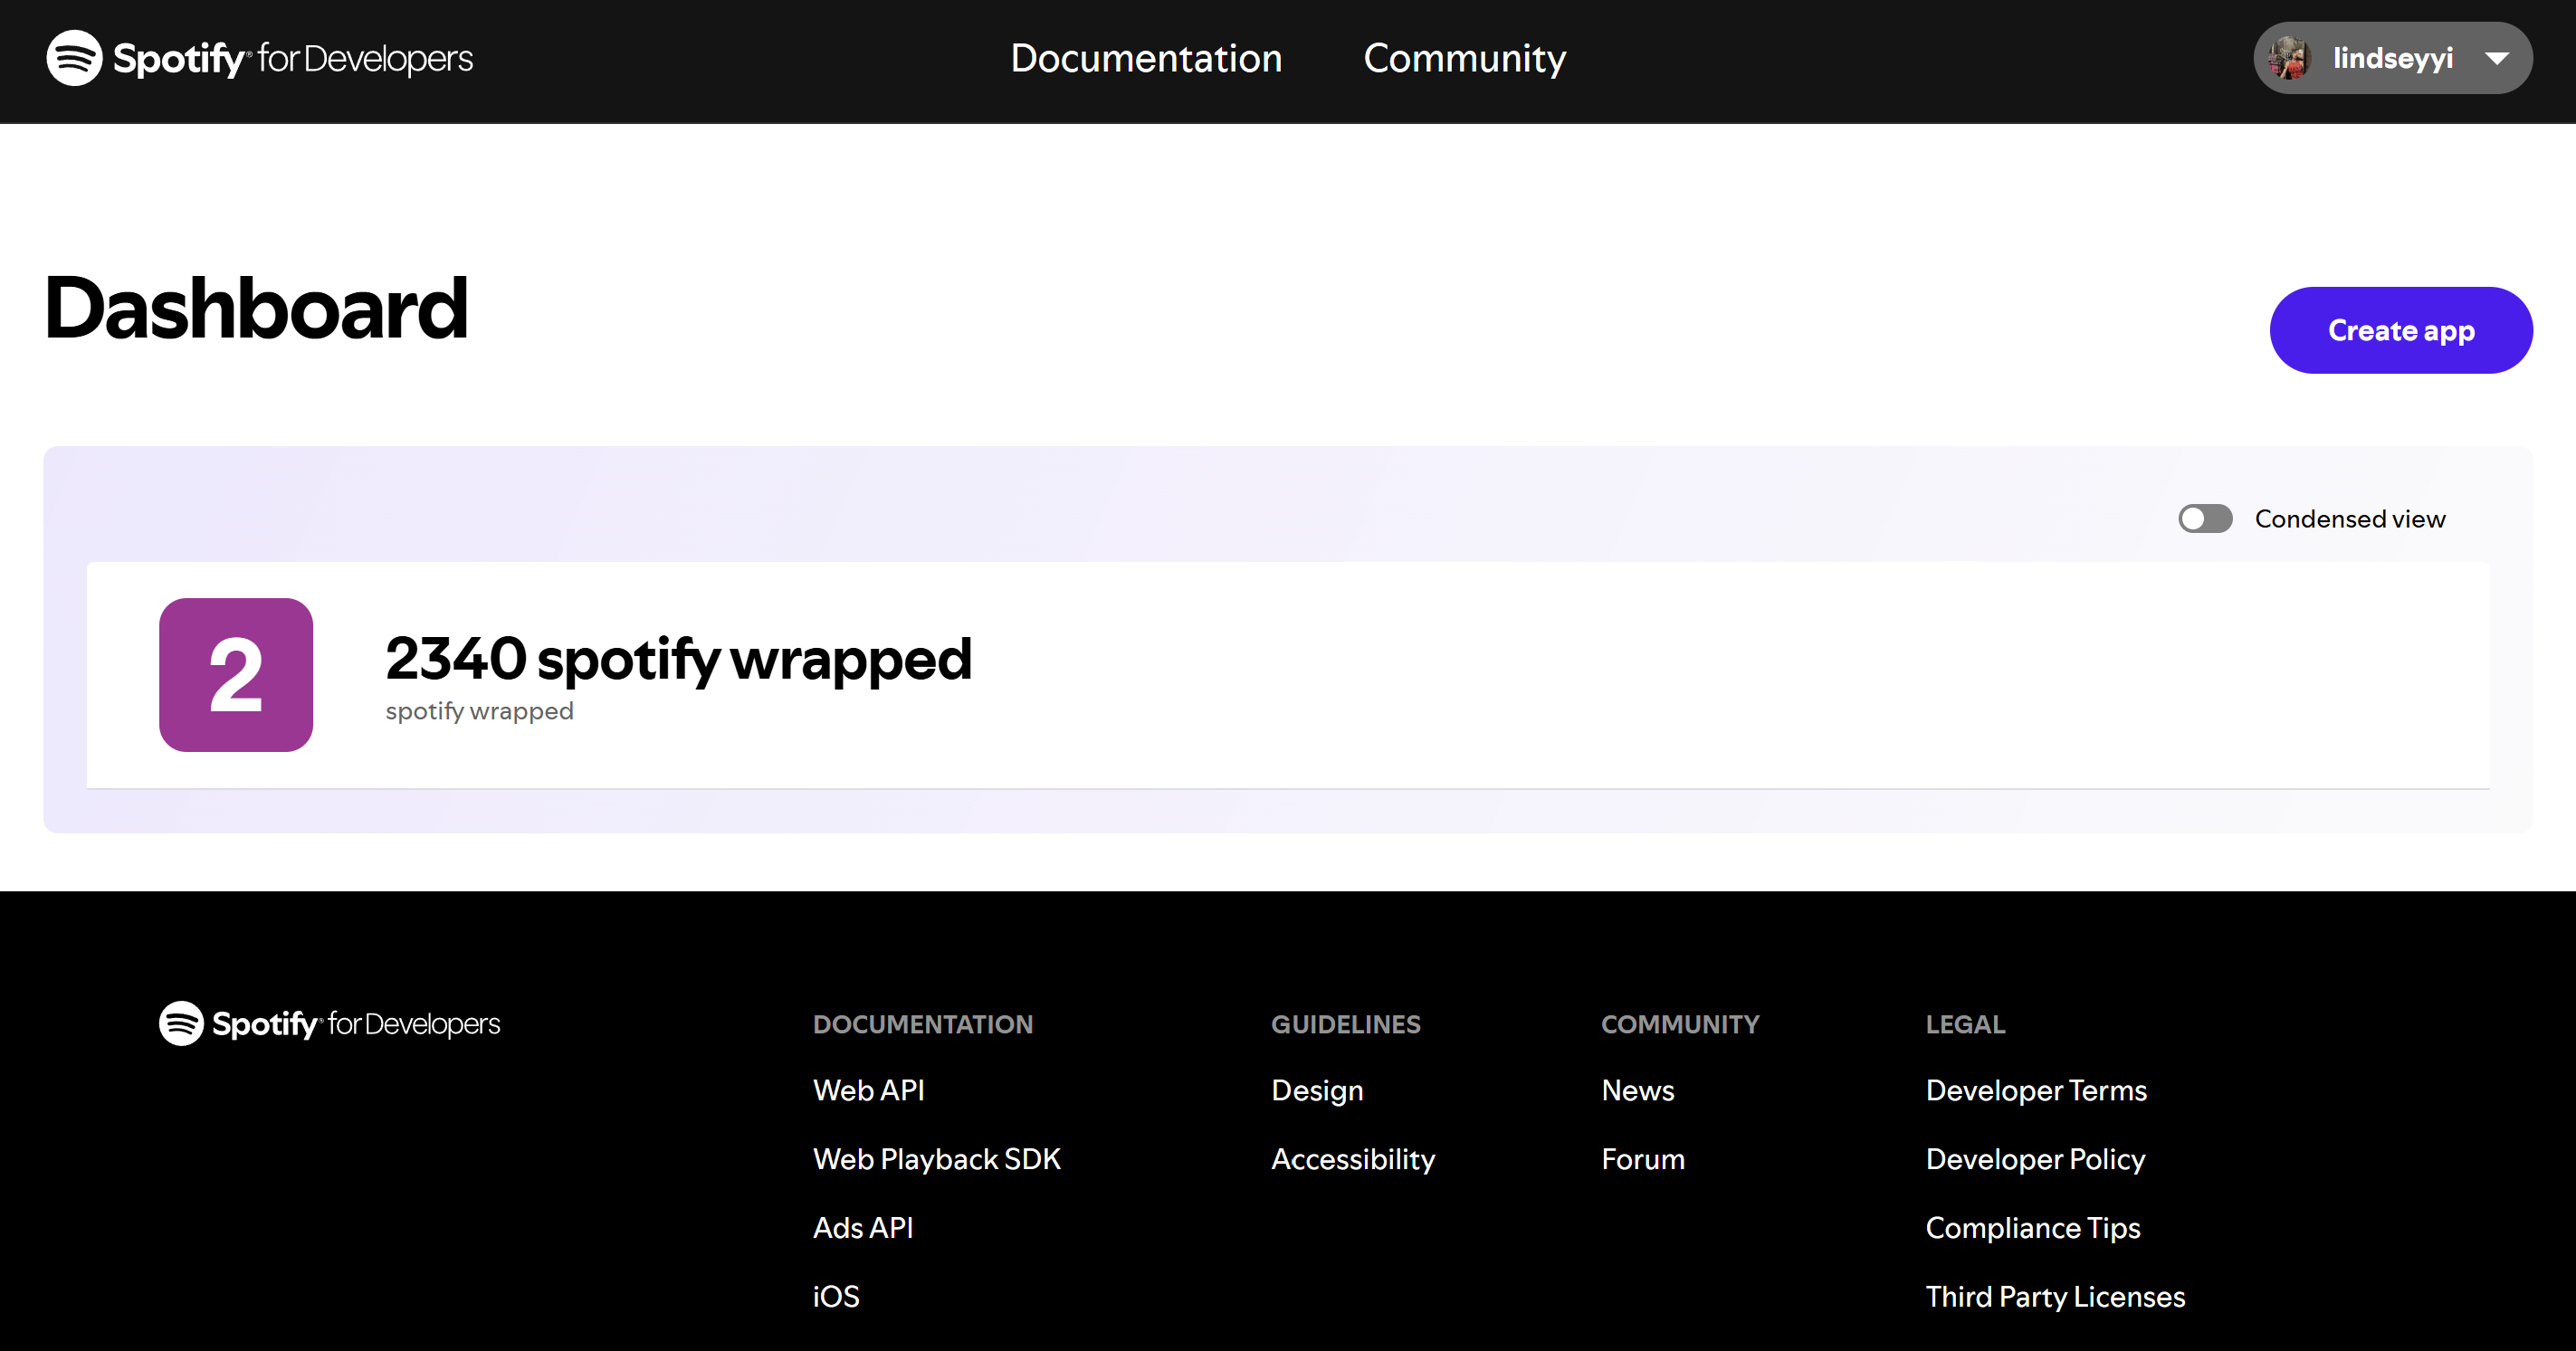 Spotify for Developers
Documentation
Community
lindseyyi
Dashboard
Create app
Condensed view
2
2340 spotify wrapped
spotify wrapped
Spotify for Developers
DOCUMENTATION
Web API
Web Playback SDK
Ads API
iOS
GUIDELINES
Design
Accessibility
COMMUNITY
News
Forum
LEGAL
Developer Terms
Developer Policy
Compliance Tips
Third Party Licenses